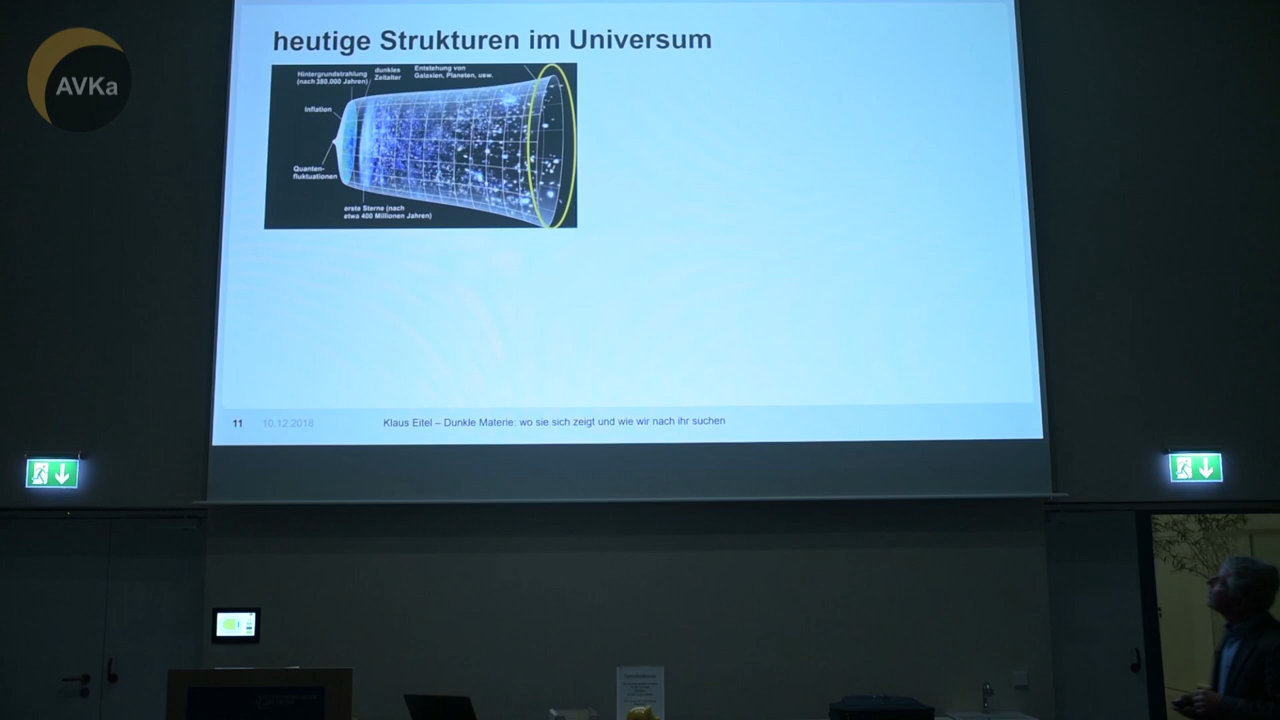 AVKa
heutige Strukturen im Universum
Hintergrundstrahlung
(nach 380.000 Jahren)
dunkles
Zeitalter
Entstehung von
Galaxien, Planeten, usw.
Inflation
Quanten-
fluktuationen
erste Sterne (nach
etwa 400 Millionen Jahren)
11 10.12.2018 Klaus Eitel – Dunkle Materie: wo sie sich zeigt und wie wir nach ihr suchen